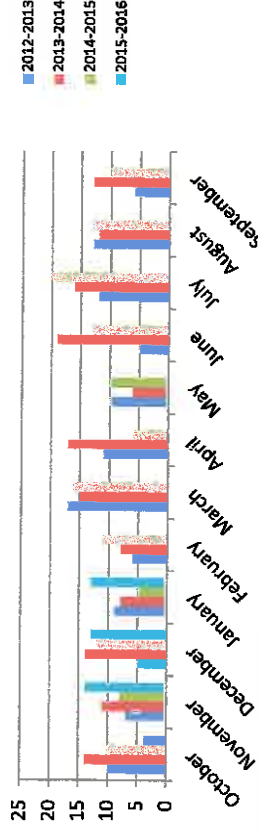 25
20
15
10
5
0
October
November
December
January
February
March
April
May
June
July
August
September
2012-2013
2013-2014
2014-2015
2015-2016